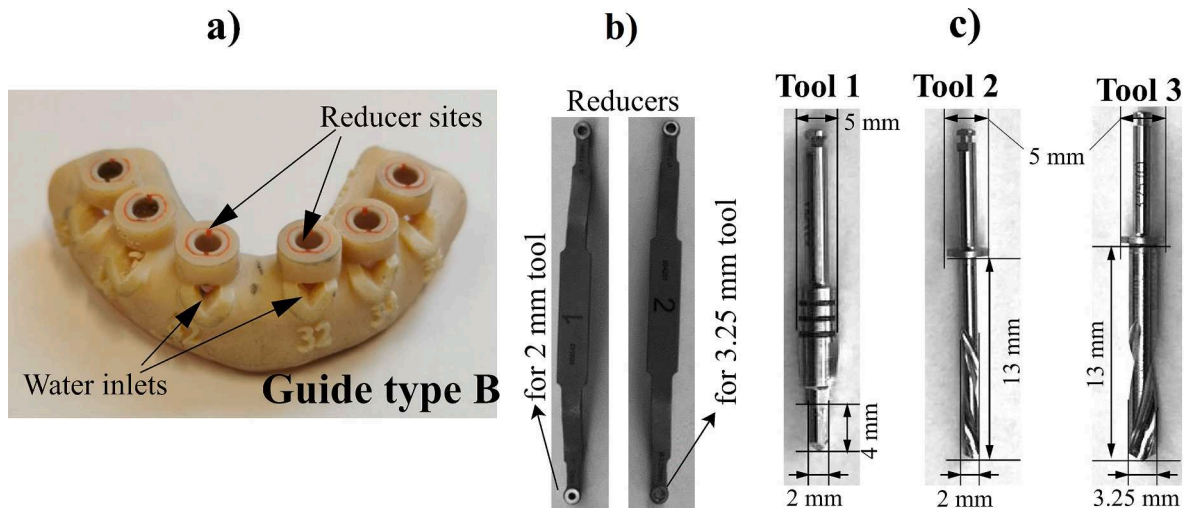 a)
Reducer sites
32
Water inlets
Guide type B
b)
Reducers
1
2
for 2 mm tool
for 3.25 mm tool
c)
Tool 1
Tool 2
Tool 3
5 mm
5 mm
4 mm
13 mm
13 mm
2 mm
2 mm
3.25 mm